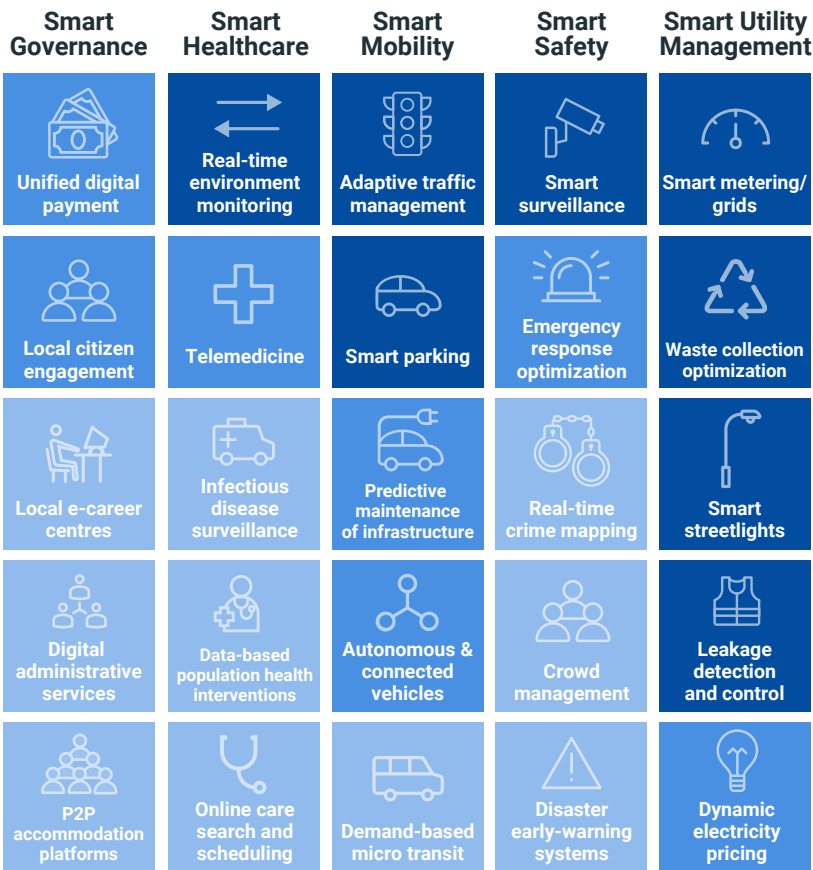 Smart
Governance
Smart
Healthcare
Smart
Mobility
Smart
Safety
Smart Utility
Management
Unified digital
payment
Real-time
environment
monitoring
Adaptive traffic
management
Smart
surveillance
Smart metering/
grids
Local citizen
engagement
Telemedicine
Smart parking
Emergency
response
optimization
Waste collection
optimization
Local e-career
centres
Infectious
disease
surveillance
Predictive
maintenance
of infrastructure
Real-time
crime mapping
Smart
streetlights
Digital
administrative
services
Data-based
population health
interventions
Autonomous &
connected
vehicles
Crowd
management
Leakage
detection
and control
P2P
accommodation
platforms
Online care
search and
scheduling
Demand-based
micro transit
Disaster
early-warning
systems
Dynamic
electricity
pricing